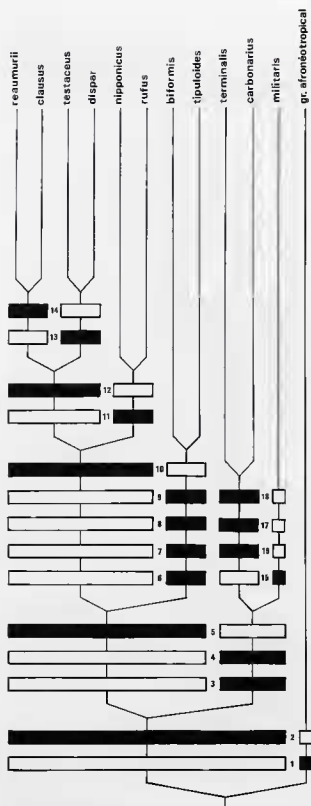 reaumurii
clausus
testaceus
dispar
nipponicus
rufus
biformis
tipuloides
terminalis
carbonarius
militaris
gr. afronéotropical
14
13
12
11
10
9
8
7
6
18
17
16
15
5
4
3
2
1